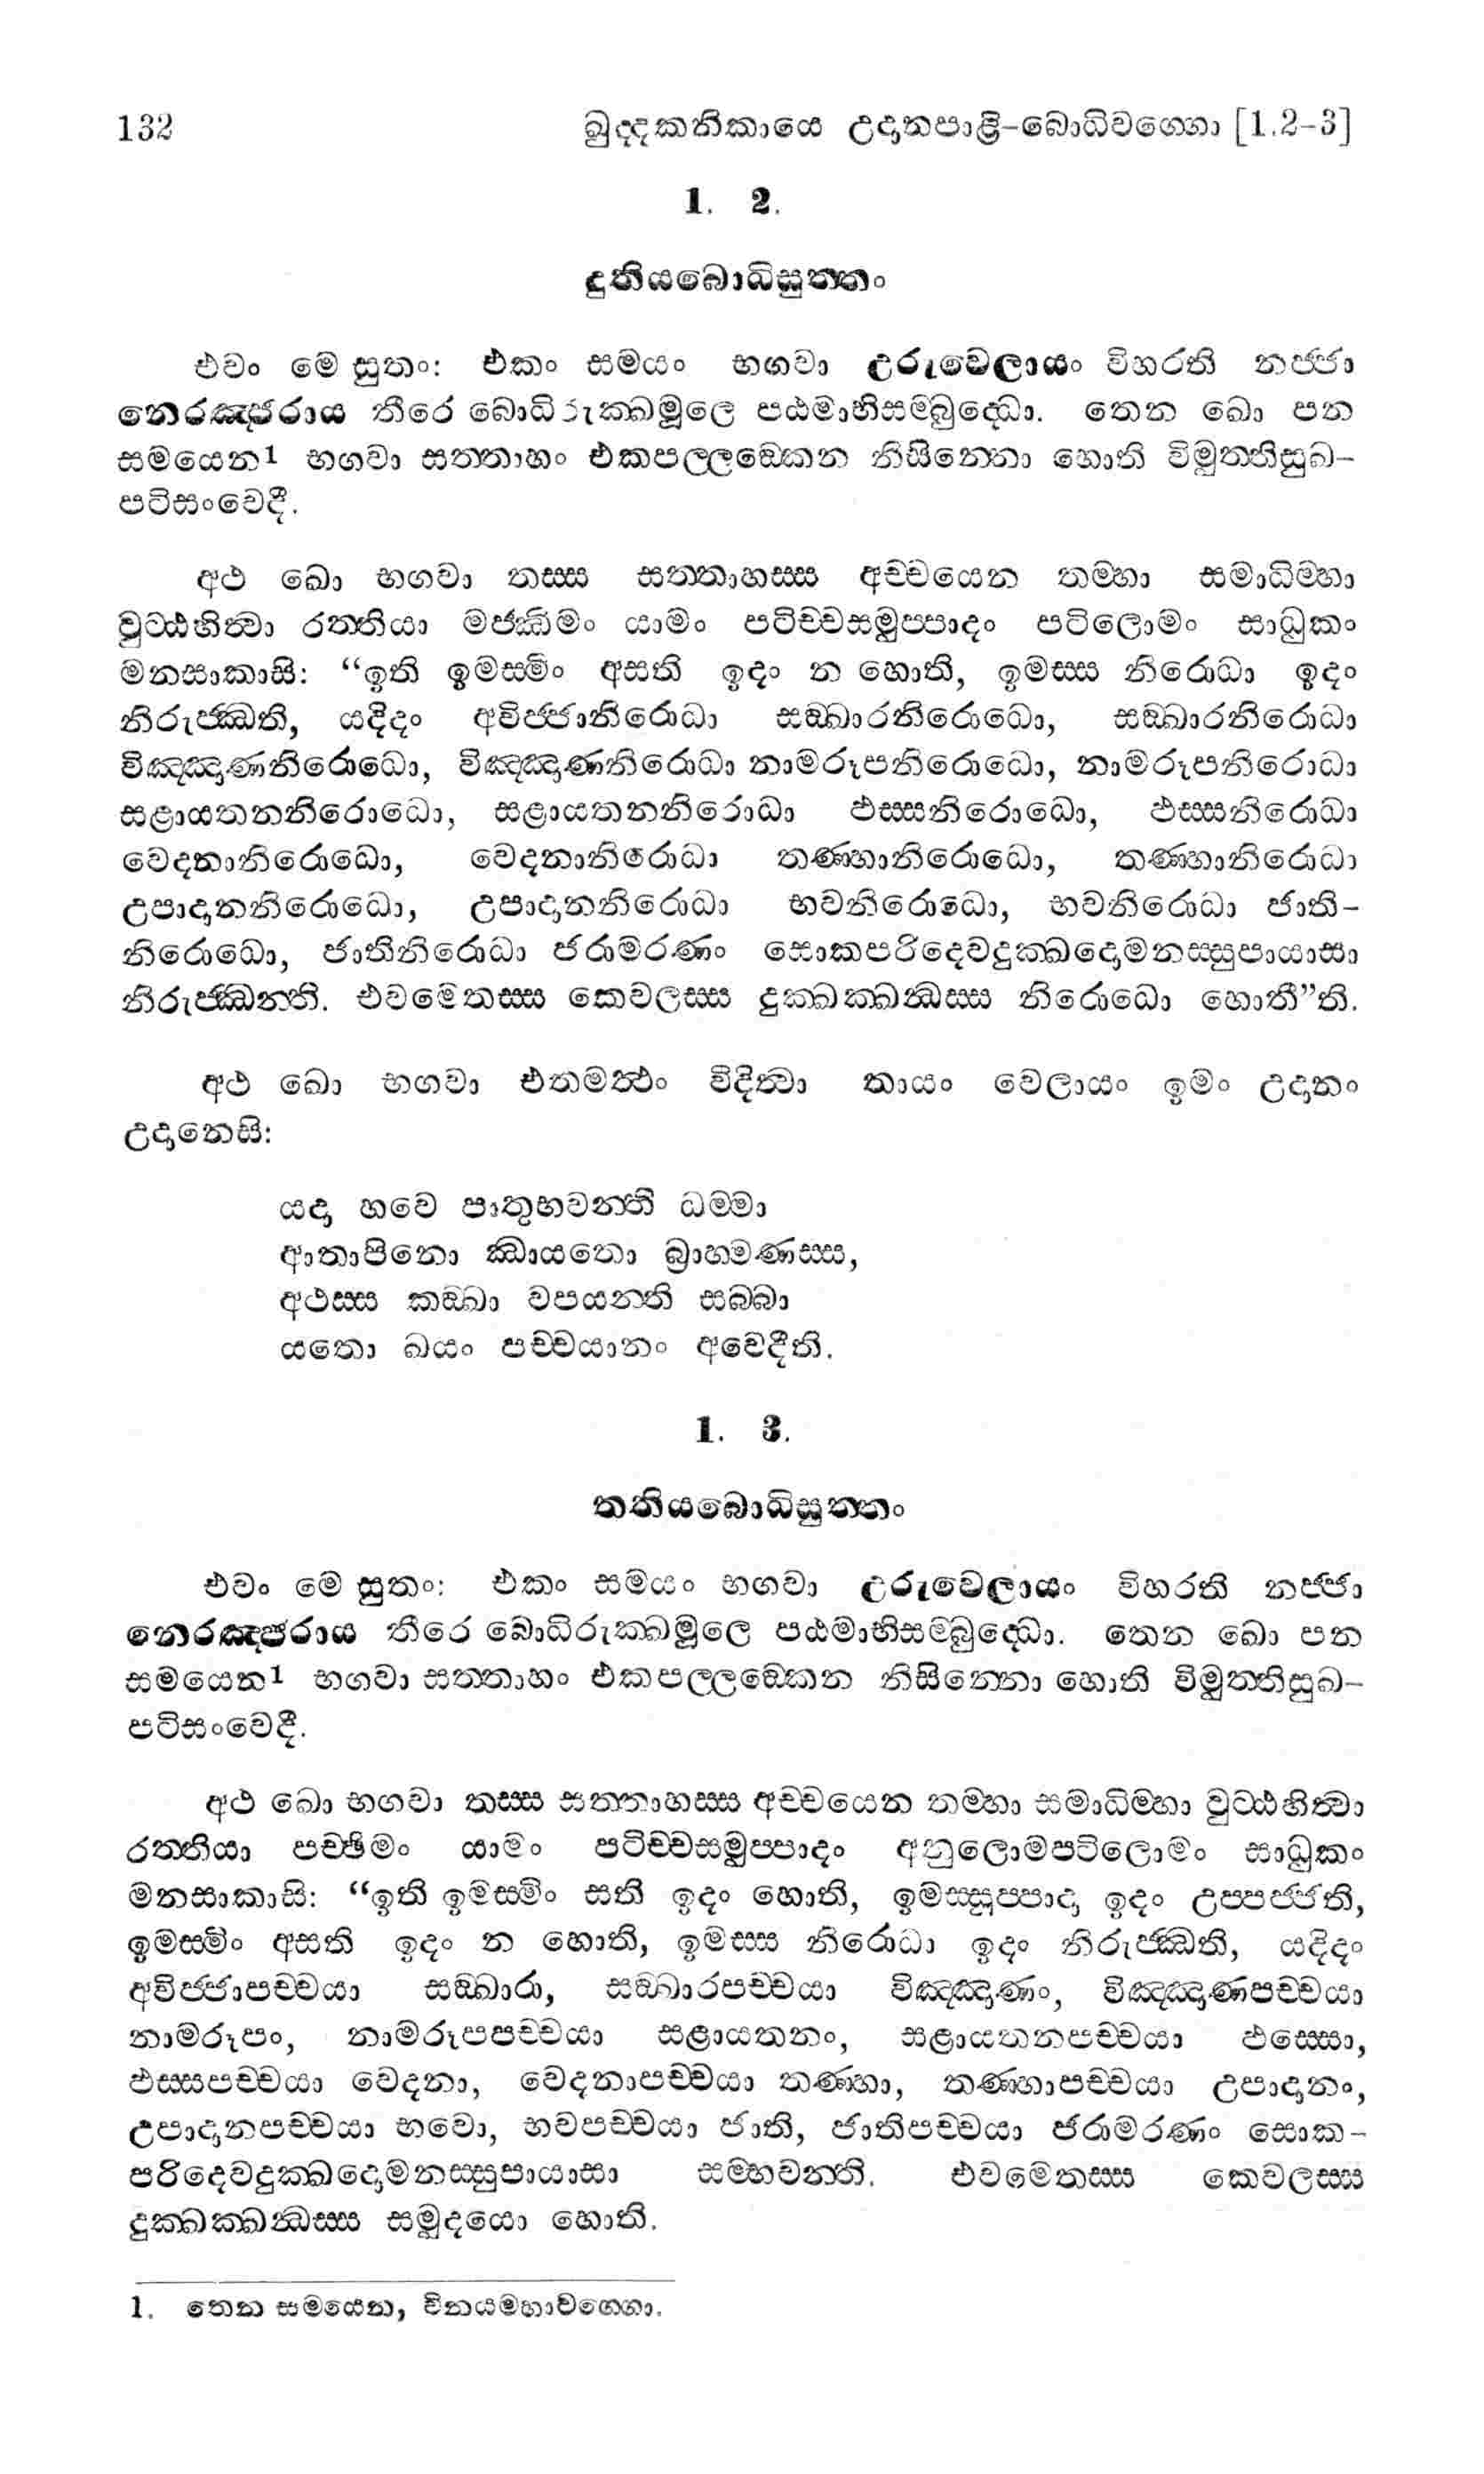 132 ඛුද්දකනිකායෙ උදානපාළි-බොධිවග්ගො [1.2-3]
1. 2.
දුතියබොධිසුත්තං
එවං මෙ සුතං: එකං සමයං භගවා උරුවෙලායං විහරති නජ්ජා
නෙරඤ්ජරාය තීරෙ බොධිරුක්ඛමූලෙ පඨමාභිසම්බුද්ධො. තෙන ඛො පන
සමයෙන1 භගවා සත්තාහං එකපල්ලඞ්කෙන නිසින්නො හොති විමුත්තිසුඛ-
පටිසංවෙදී.
අථ ඛො භගවා තස්ස සත්තාහස්ස අච්චයෙන තම්හා සමාධිම්හා
වුට්ඨහිත්වා රත්තියා මජ්ඣිමං යාමං පටිච්චසමුප්පාදං පටිලොමං සාධුකං
මනසාකාසි: “ඉති ඉමස්මිං අසති ඉදං න හොති, ඉමස්ස නිරොධා ඉදං
නිරුජ්ඣති, යදිදං අවිජ්ජානිරොධා සඞ්ඛාරනිරොධො, සඞ්ඛාරනිරොධා
විඤ්ඤාණනිරොධො, විඤ්ඤාණනිරොධා නාමරූපනිරොධො, නාමරූපනිරොධා
සළායතනනිරොධො, සළායතනනිරොධා ඵස්සනිරොධො, ඵස්සනිරොධා
වෙදනානිරොධො, වෙදනානිරොධා තණ්හානිරොධො, තණ්හානිරොධා
උපාදානනිරොධො, උපාදානනිරොධා භවනිරොධො, භවනිරොධා ජාති-
නිරොධො, ජාතිනිරොධා ජරාමරණං සොකපරිදෙවදුක්ඛදොමනස්සුපායාසා
නිරුජ්ඣන්ති. එවමෙතස්ස කෙවලස්ස දුක්ඛක්ඛන්ධස්ස නිරොධො හොතී”ති.
අථ ඛො භගවා එතමත්ථං විදිත්වා තායං වෙලායං ඉමං උදානං
උදානෙසි:
යදා හවෙ පාතුභවන්ති ධම්මා
ආතාපිනො ඣායතො බ්‍රාහ්මණස්ස,
අථස්ස කඞ්ඛා වපයන්ති සබ්බා
යතො ඛයං පච්චයානං අවෙදීති.
1. 3.
තතියබොධිසුත්තං
එවං මෙ සුතං: එකං සමයං භගවා උරුවෙලායං විහරති නජ්ජා
නෙරඤ්ජරාය තීරෙ බොධිරුක්ඛමූලෙ පඨමාභිසම්බුද්ධො. තෙන ඛො පන
සමයෙන1 භගවා සත්තාහං එකපල්ලඞ්කෙන නිසින්නො හොති විමුත්තිසුඛ-
පටිසංවෙදී.
අථ ඛො භගවා තස්ස සත්තාහස්ස අච්චයෙන තම්හා සමාධිම්හා වුට්ඨහිත්වා
රත්තියා පච්ඡිමං යාමං පටිච්චසමුප්පාදං අනුලොමපටිලොමං සාධුකං
මනසාකාසි: “ඉති ඉමස්මිං සති ඉදං හොති, ඉමස්සුප්පාදා ඉදං උප්පජ්ජති,
ඉමස්මිං අසති ඉදං න හොති, ඉමස්ස නිරොධා ඉදං නිරුජ්ඣති, යදිදං
අවිජ්ජාපච්චයා සඞ්ඛාරා, සඞ්ඛාරපච්චයා විඤ්ඤාණං, විඤ්ඤාණපච්චයා
නාමරූපං, නාමරූපපච්චයා සළායතනං, සළායතනපච්චයා ඵස්සො,
ඵස්සපච්චයා වෙදනා, වෙදනාපච්චයා තණ්හා, තණ්හාපච්චයා උපාදානං,
උපාදානපච්චයා භවො, භවපච්චයා ජාති, ජාතිපච්චයා ජරාමරණං සොක-
පරිදෙවදුක්ඛදොමනස්සුපායාසා සම්භවන්ති. එවමෙතස්ස කෙවලස්ස
දුක්ඛක්ඛන්ධස්ස සමුදයො හොති.
1. තෙන සමයෙන, විනයමහාවග්ගෙ.